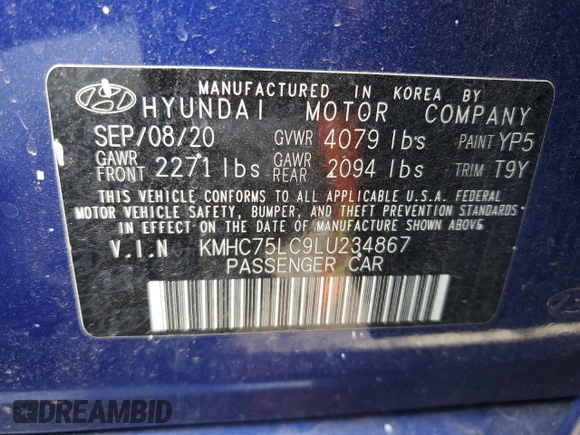 MANUFACTURED IN KOREA BY
HYUNDAI MOTOR COMPANY
SEP/08/20 GVWR 4079 lbs PAINT YP5
GAWR FRONT 2271 lbs GAWR REAR 2094 lbs TRIM T9Y
THIS VEHICLE CONFORMS TO ALL APPLICABLE U.S.A. FEDERAL
MOTOR VEHICLE SAFETY, BUMPER, AND THEFT PREVENTION STANDARDS
IN EFFECT ON THE DATE OF MANUFACTURE SHOWN ABOVE
V.I.N KMHC75LC9LU234867
PASSENGER CAR
DREAMBID